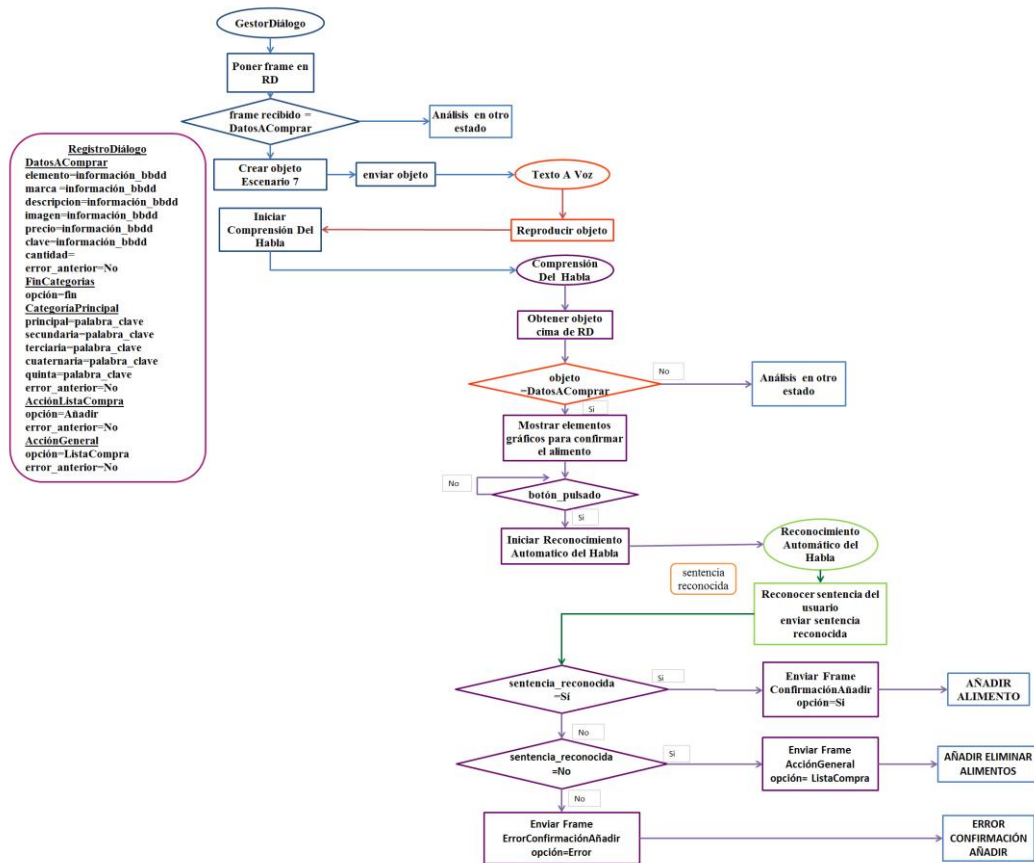 GestorDiálogo
Poner frame en
RD
frame recibido =
DatosAComprar
Análisis en otro
estado
Crear objeto
Escenario 7
enviar objeto
Texto A Voz
Reproducir objeto
Iniciar
Comprensión Del
Habla
RegistroDiálogo
DatosAComprar
elemento=información_bbdd
marca =información_bbdd
descripcion=información_bbdd
imagen=información_bbdd
precio=información_bbdd
clave=información_bbdd
cantidad=
error_anterior=No
FinCategorias
opción=fin
CategoríaPrincipal
principal=palabra_clave
secundaria=palabra_clave
terciaria=palabra_clave
cuaternaria=palabra_clave
quinta=palabra_clave
error_anterior=No
AcciónListaCompra
opción=Añadir
error_anterior=No
AcciónGeneral
opción=ListaCompra
error_anterior=No
Comprensión
Del Habla
Obtener objeto
cima de RD
objeto
=DatosAComprar
No
Análisis en otro
estado
Si
Mostrar elementos
gráficos para confirmar
el alimento
No
botón_pulsado
Si
Iniciar Reconocimiento
Automatico del Habla
Reconocimiento
Automático del
Habla
sentencia
reconocida
Reconocer sentencia del
usuario
enviar sentencia
reconocida
sentencia_reconocida
=Sí
Si
Enviar Frame
ConfirmaciónAñadir
opción=Si
AÑADIR
ALIMENTO
No
sentencia_reconocida
=No
Si
Enviar Frame
AcciónGeneral
opción= ListaCompra
AÑADIR ELIMINAR
ALIMENTOS
No
Enviar Frame
ErrorConfirmaciónAñadir
opción=Error
ERROR
CONFIRMACIÓN
AÑADIR